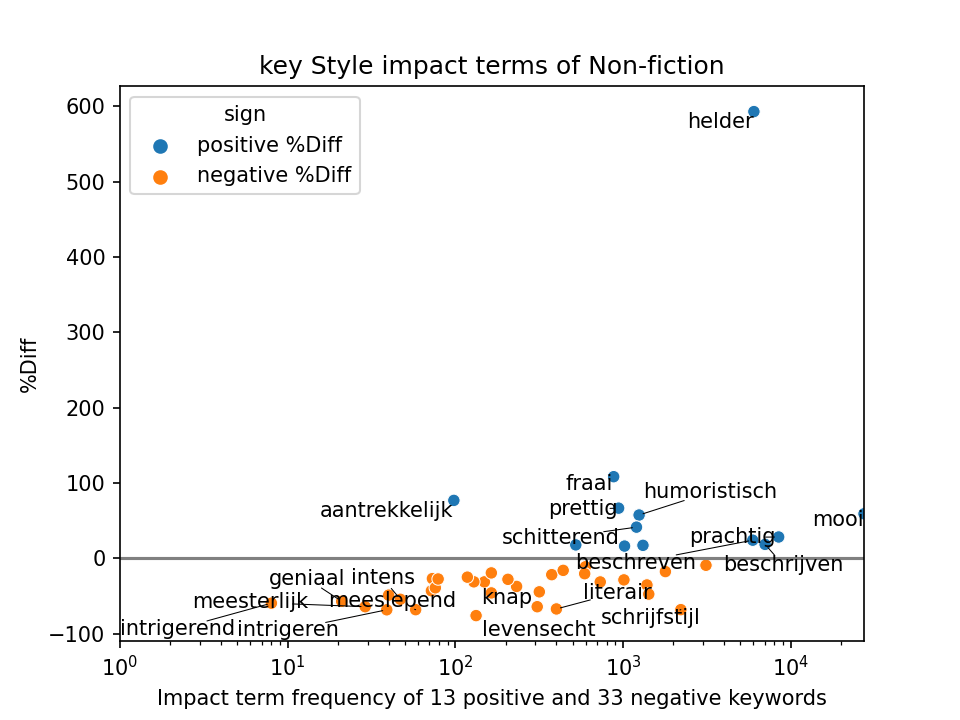 key Style impact terms of Non-fiction
sign
positive %Diff
negative %Diff
600
500
400
300
200
100
0
−100
%Diff
helder
fraai
humoristisch
aantrekkelijk
prettig
mooi
schitterend
prachtig
beschreven
beschrijven
geniaal
intens
meesterlijk
meeslepend
knap
literair
schrijfstijl
intrigerend
intrigeren
levensecht
10^0
10^1
10^2
10^3
10^4
Impact term frequency of 13 positive and 33 negative keywords